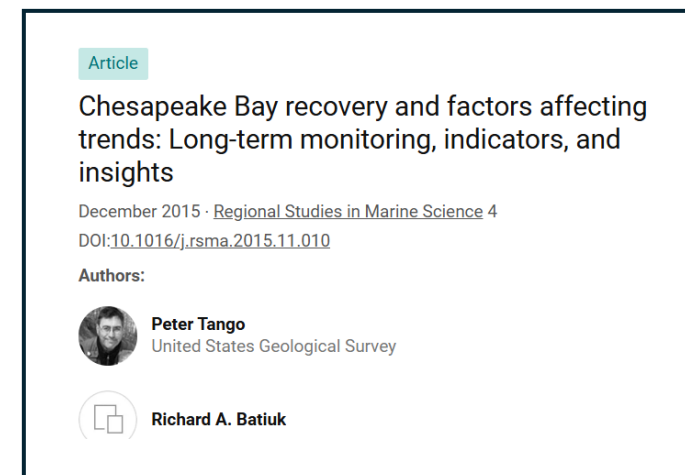 Article
Chesapeake Bay recovery and factors affecting
trends: Long-term monitoring, indicators, and
insights
December 2015 · Regional Studies in Marine Science 4
DOI:10.1016/j.rsma.2015.11.010
Authors:
Peter Tango
United States Geological Survey
Richard A. Batiuk